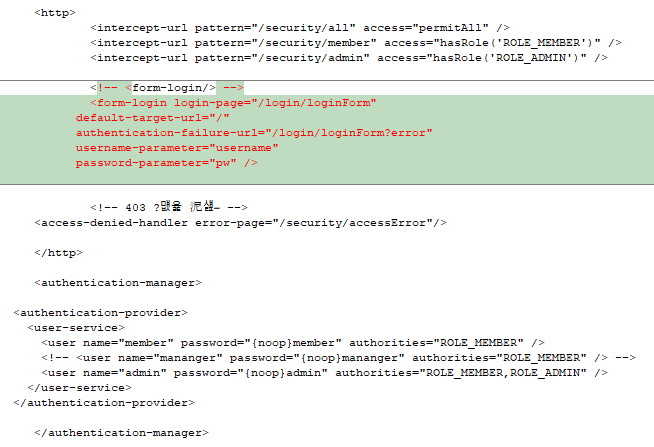 <http>
<intercept-url pattern="/security/all" access="permitAll" />
<intercept-url pattern="/security/member" access="hasRole('ROLE_MEMBER')" />
<intercept-url pattern="/security/admin" access="hasRole('ROLE_ADMIN')" />
<!-- <form-login/> -->
<form-login login-page="/login/loginForm"
default-target-url="/"
authentication-failure-url="/login/loginForm?error"
username-parameter="username"
password-parameter="pw" />
<!-- 403 -->
<access-denied-handler error-page="/security/accessError"/>
</http>
<authentication-manager>
<authentication-provider>
<user-service>
<user name="member" password="{noop}member" authorities="ROLE_MEMBER" />
<!-- <user name="mananger" password="{noop}mananger" authorities="ROLE_MEMBER" /> -->
<user name="admin" password="{noop}admin" authorities="ROLE_MEMBER,ROLE_ADMIN" />
</user-service>
</authentication-provider>
</authentication-manager>